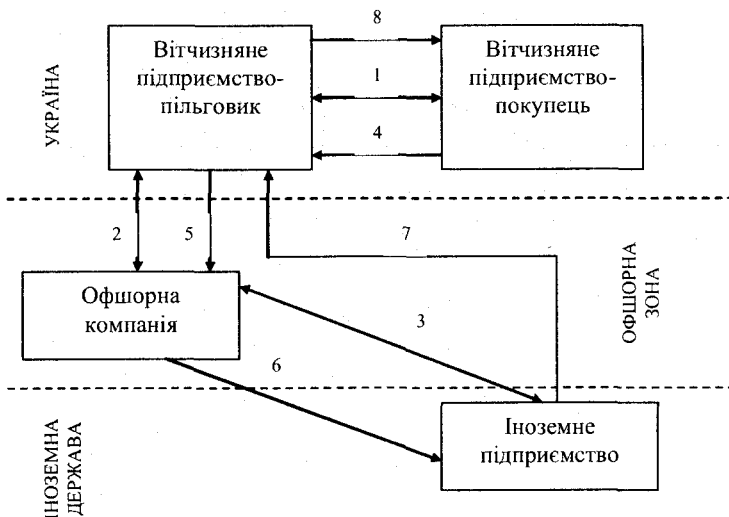 УКРАЇНА
Вітчизняне
підприємство-
пільговик
8
1
4
Вітчизняне
підприємство-
покупець
2
5
7
Офшорна
компанія
3
6
ОФШОРНА
ЗОНА
ІНОЗЕМНА
ДЕРЖАВА
Іноземне
підприємство